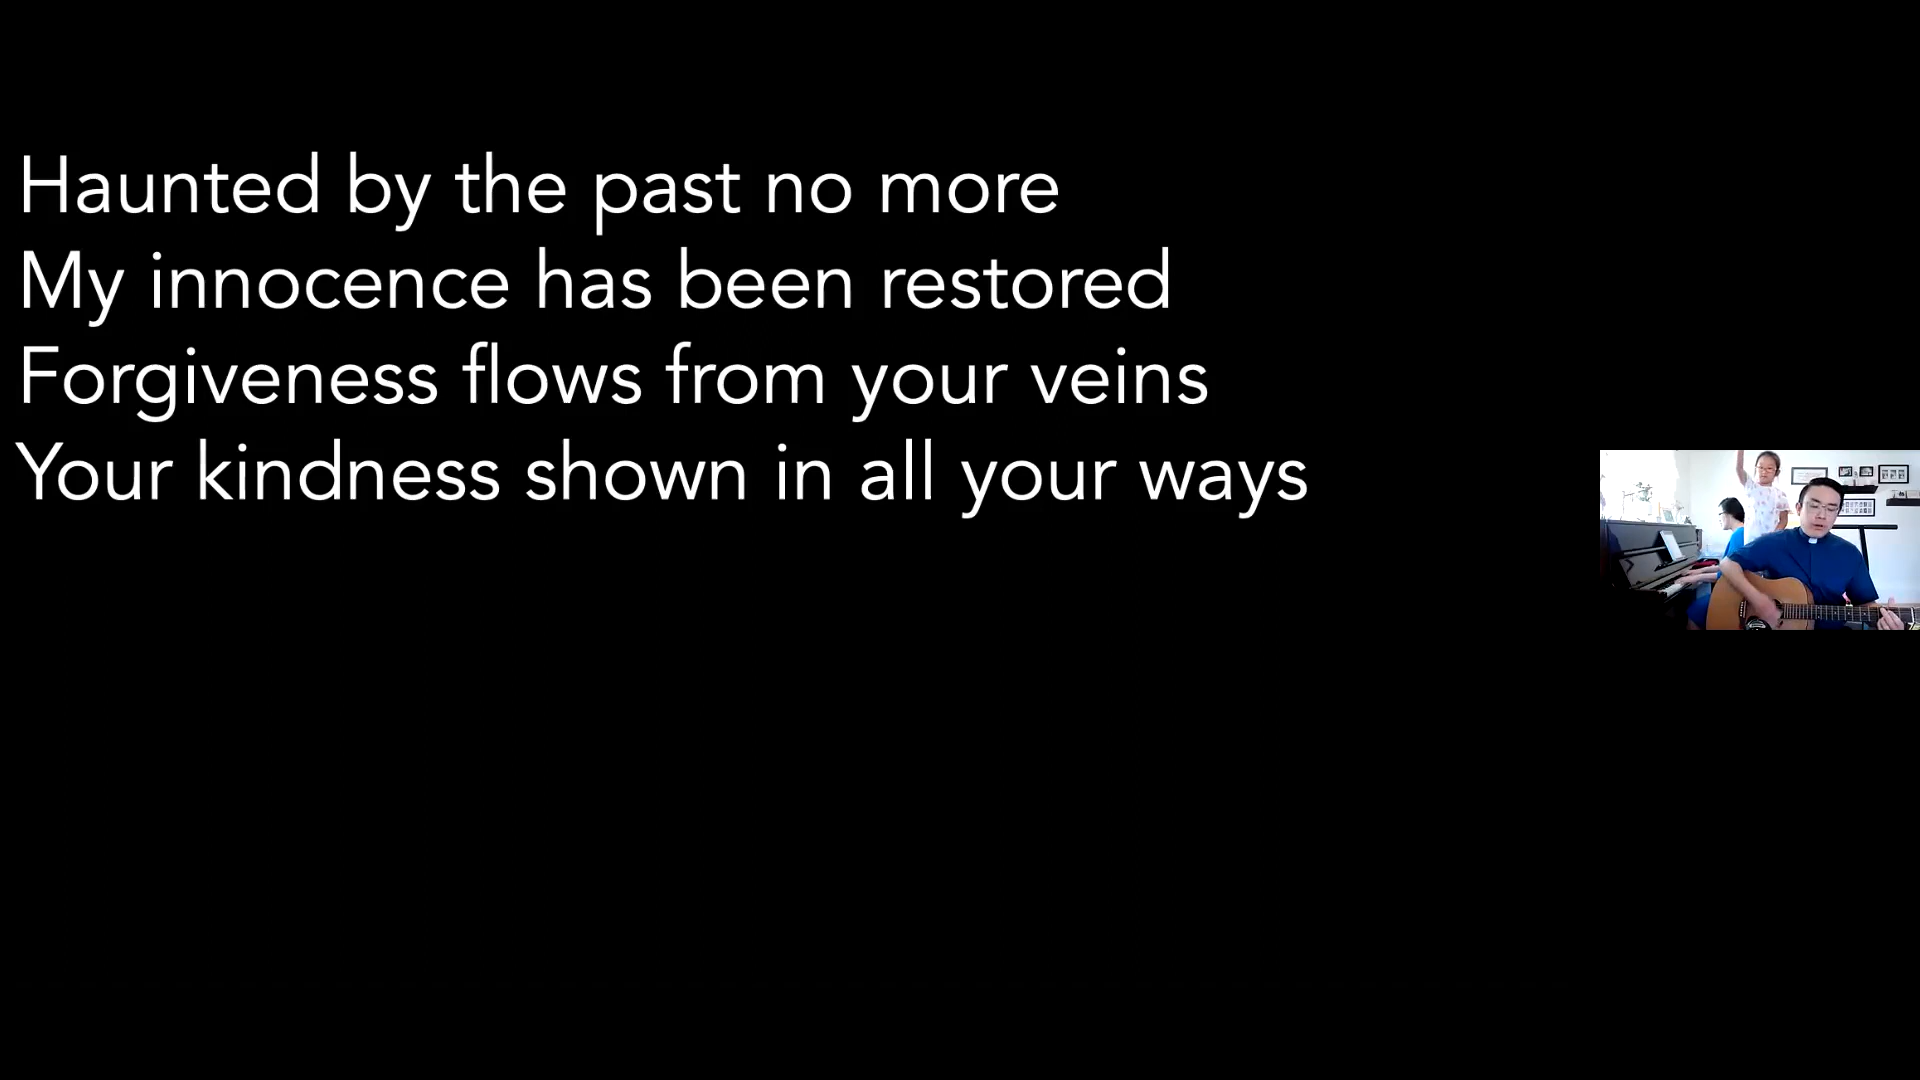 Haunted by the past no more
My innocence has been restored
Forgiveness flows from your veins
Your kindness shown in all your ways